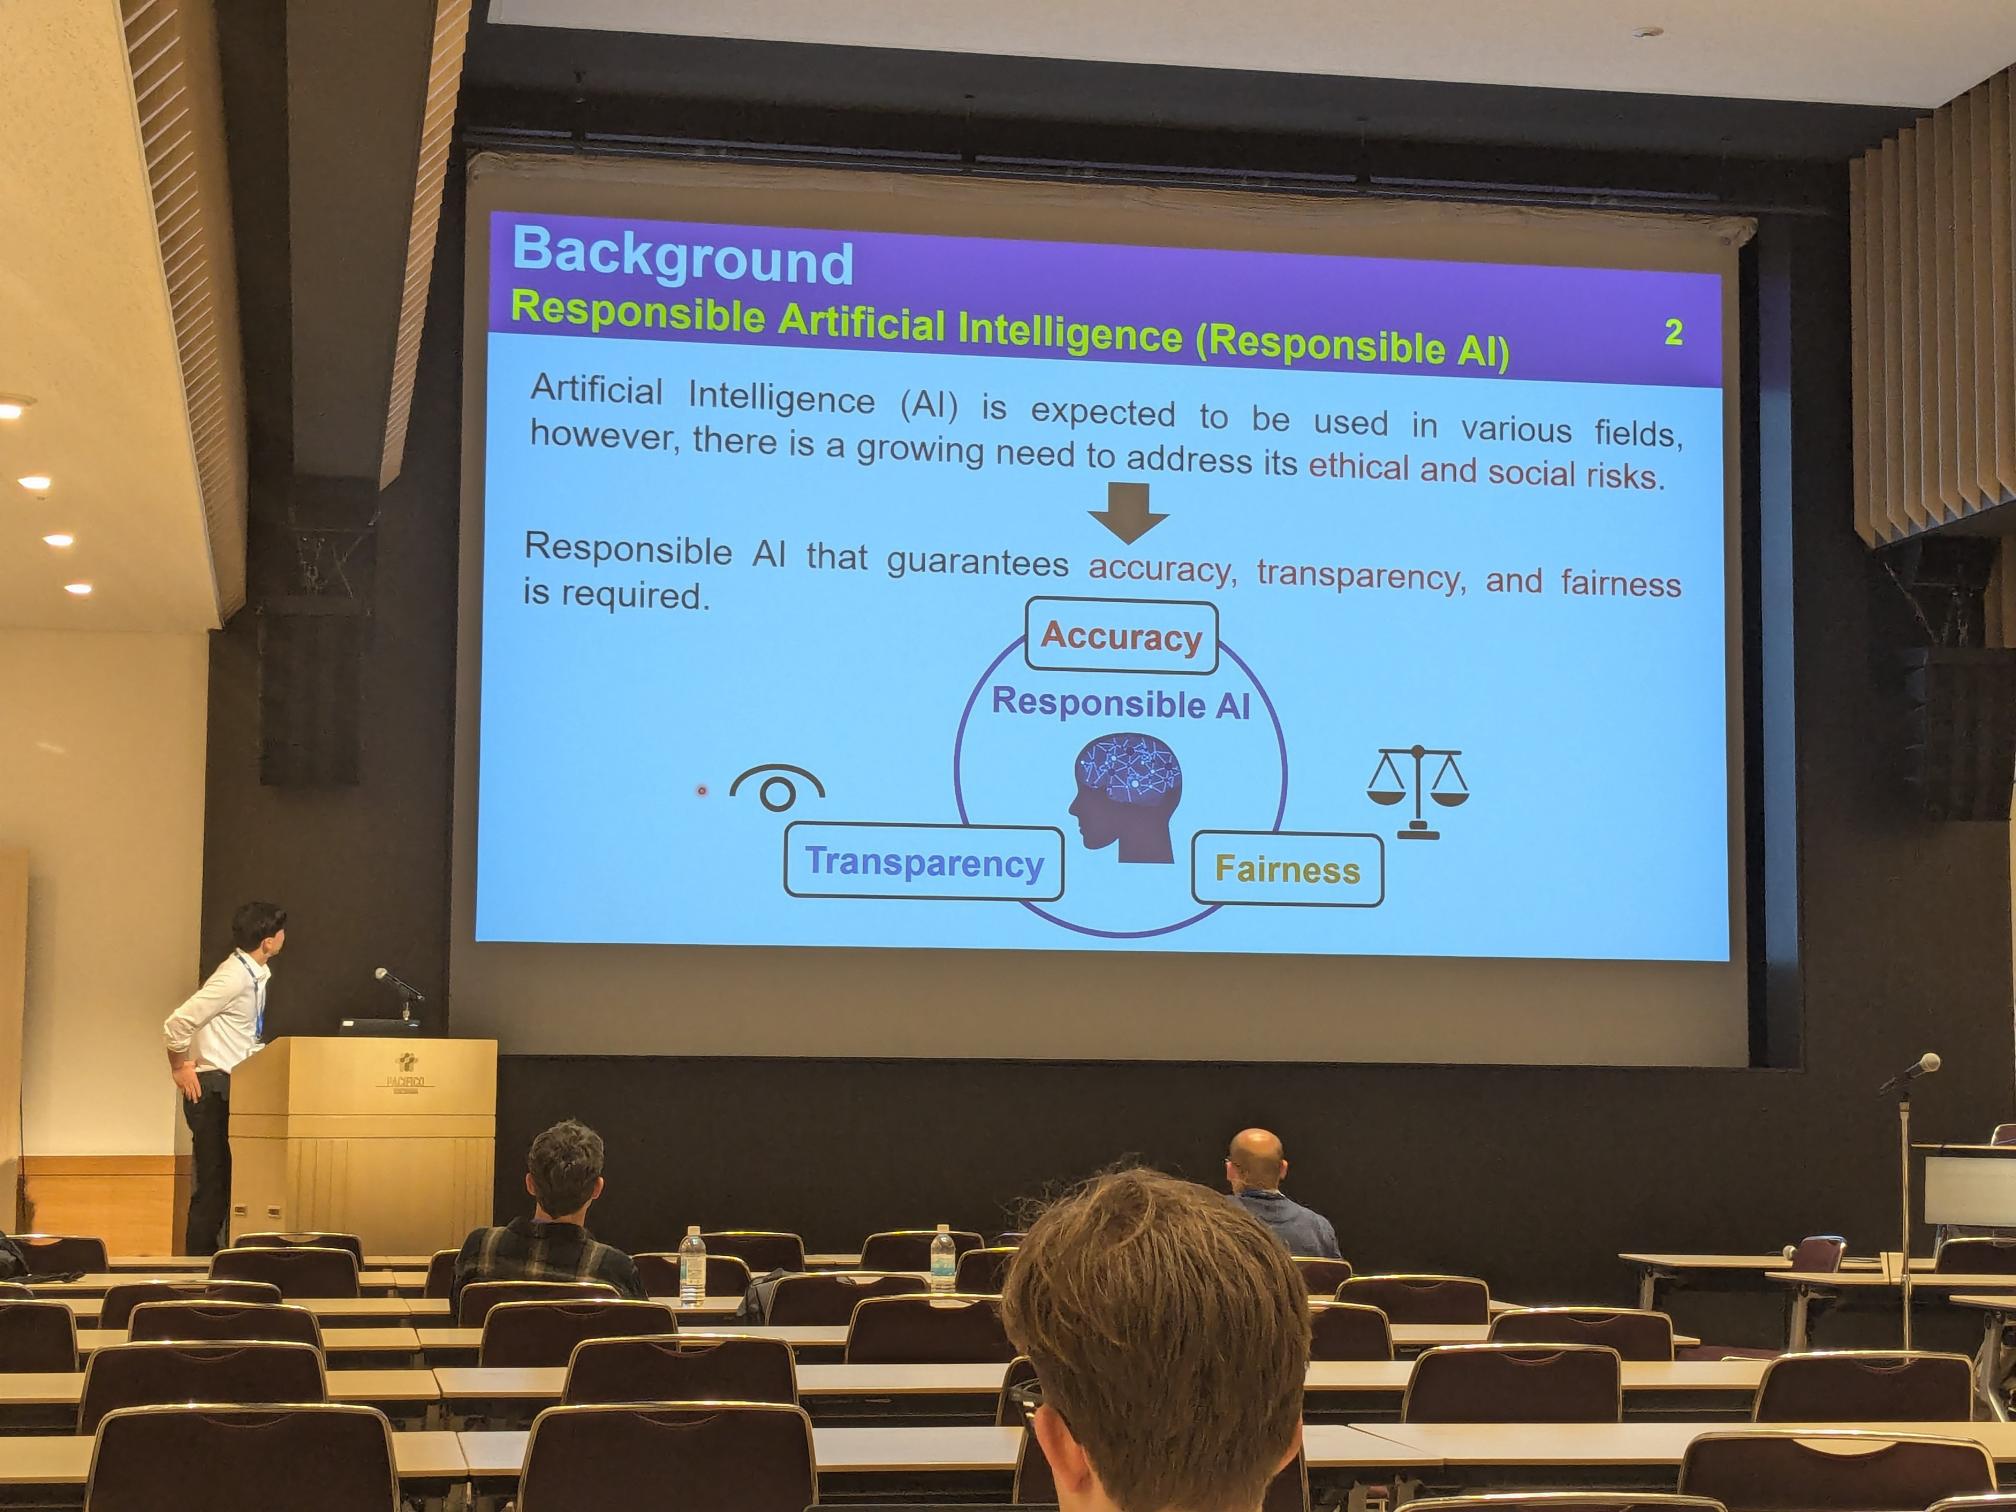 Background
Responsible Artificial Intelligence (Responsible AI)
2
Artificial Intelligence (AI) is expected to be used in various fields,
however, there is a growing need to address its ethical and social risks.
Responsible AI that guarantees accuracy, transparency, and fairness
is required.
Accuracy
Responsible AI
Transparency
Fairness
PACIFICO